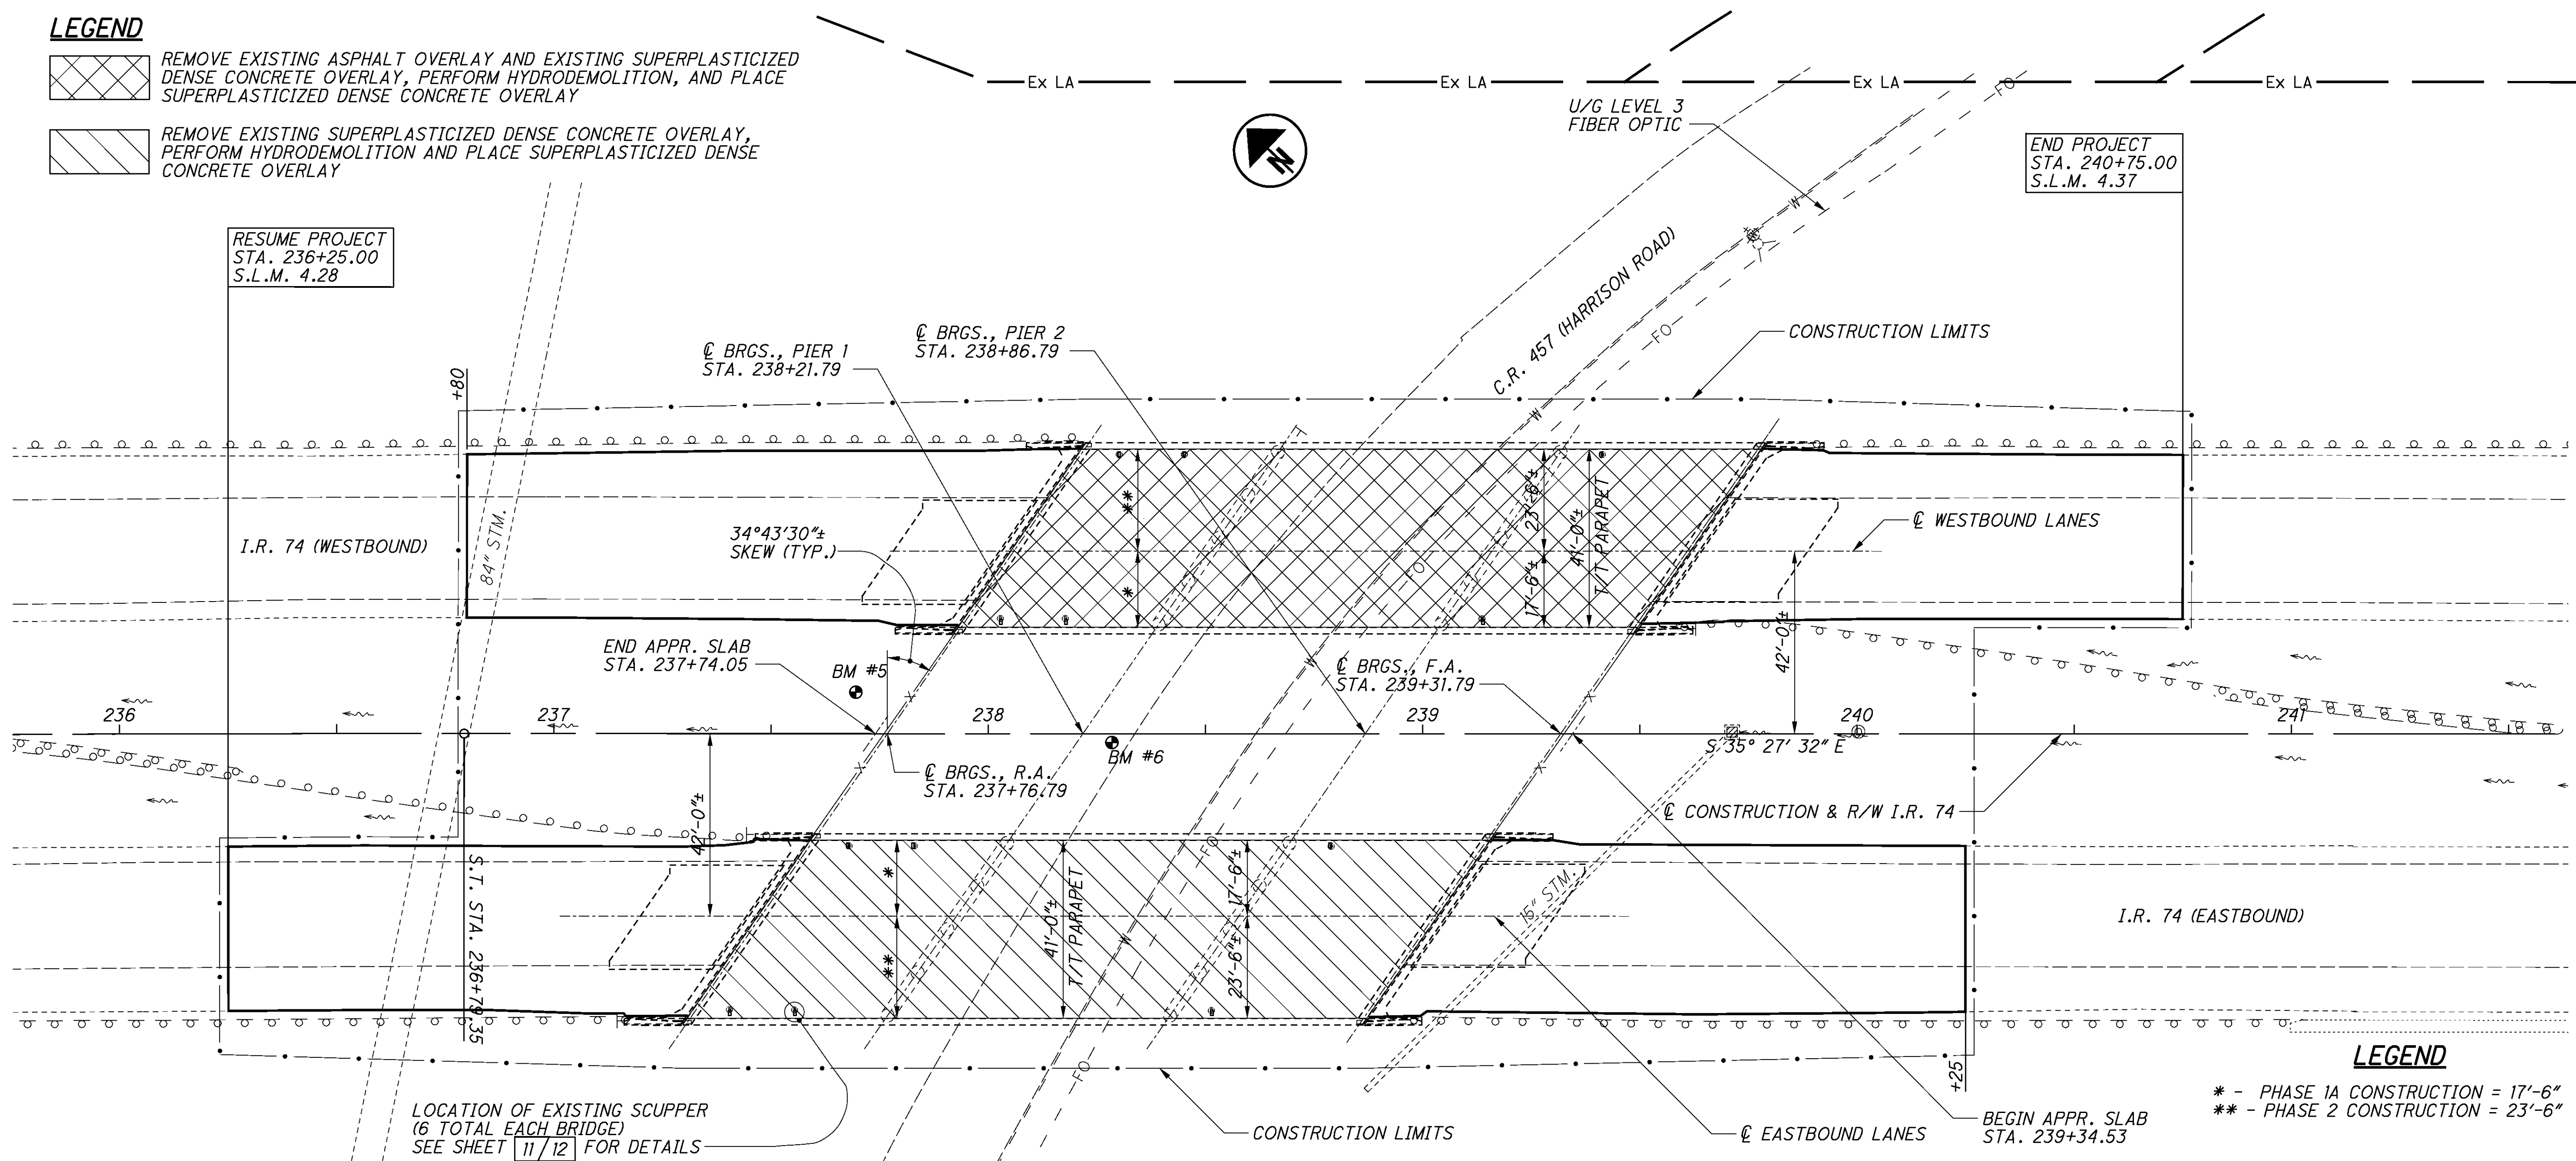 LEGEND
REMOVE EXISTING ASPHALT OVERLAY AND EXISTING SUPERPLASTICIZED
DENSE CONCRETE OVERLAY, PERFORM HYDRODEMOLITION, AND PLACE
SUPERPLASTICIZED DENSE CONCRETE OVERLAY
REMOVE EXISTING SUPERPLASTICIZED DENSE CONCRETE OVERLAY,
PERFORM HYDRODEMOLITION AND PLACE SUPERPLASTICIZED DENSE
CONCRETE OVERLAY
Ex LA
Ex LA
Ex LA
Ex LA
U/G LEVEL 3
FIBER OPTIC
FO
N
END PROJECT
STA. 240+75.00
S.L.M. 4.37
RESUME PROJECT
STA. 236+25.00
S.L.M. 4.28
W
C.R. 457 (HARRISON ROAD)
FO
℄ BRGS., PIER 1
STA. 238+21.79
℄ BRGS., PIER 2
STA. 238+86.79
CONSTRUCTION LIMITS
+80
W
84" STM.
I.R. 74 (WESTBOUND)
34°43'30"±
SKEW (TYP.)
**
*
23'-6"±
17'-6"±
41'-0"±
T/T PARAPET
FO
℄ WESTBOUND LANES
42'-0"±
END APPR. SLAB
STA. 237+74.05
BM #5
W
℄ BRGS., F.A.
STA. 239+31.79
X
X
236
237
238
239
240
241
BM #6
S 35° 27' 32" E
X
X
℄ BRGS., R.A.
STA. 237+76.79
℄ CONSTRUCTION & R/W I.R. 74
42'-0"±
S.T. STA. 236+79.35
FO
*
**
41'-0"±
T/T PARAPET
17'-6"±
23'-6"±
W
15" STM.
I.R. 74 (EASTBOUND)
FO
+25
LOCATION OF EXISTING SCUPPER
(6 TOTAL EACH BRIDGE)
SEE SHEET 11/12 FOR DETAILS
CONSTRUCTION LIMITS
℄ EASTBOUND LANES
BEGIN APPR. SLAB
STA. 239+34.53
LEGEND
* - PHASE 1A CONSTRUCTION = 17'-6"
** - PHASE 2 CONSTRUCTION = 23'-6"